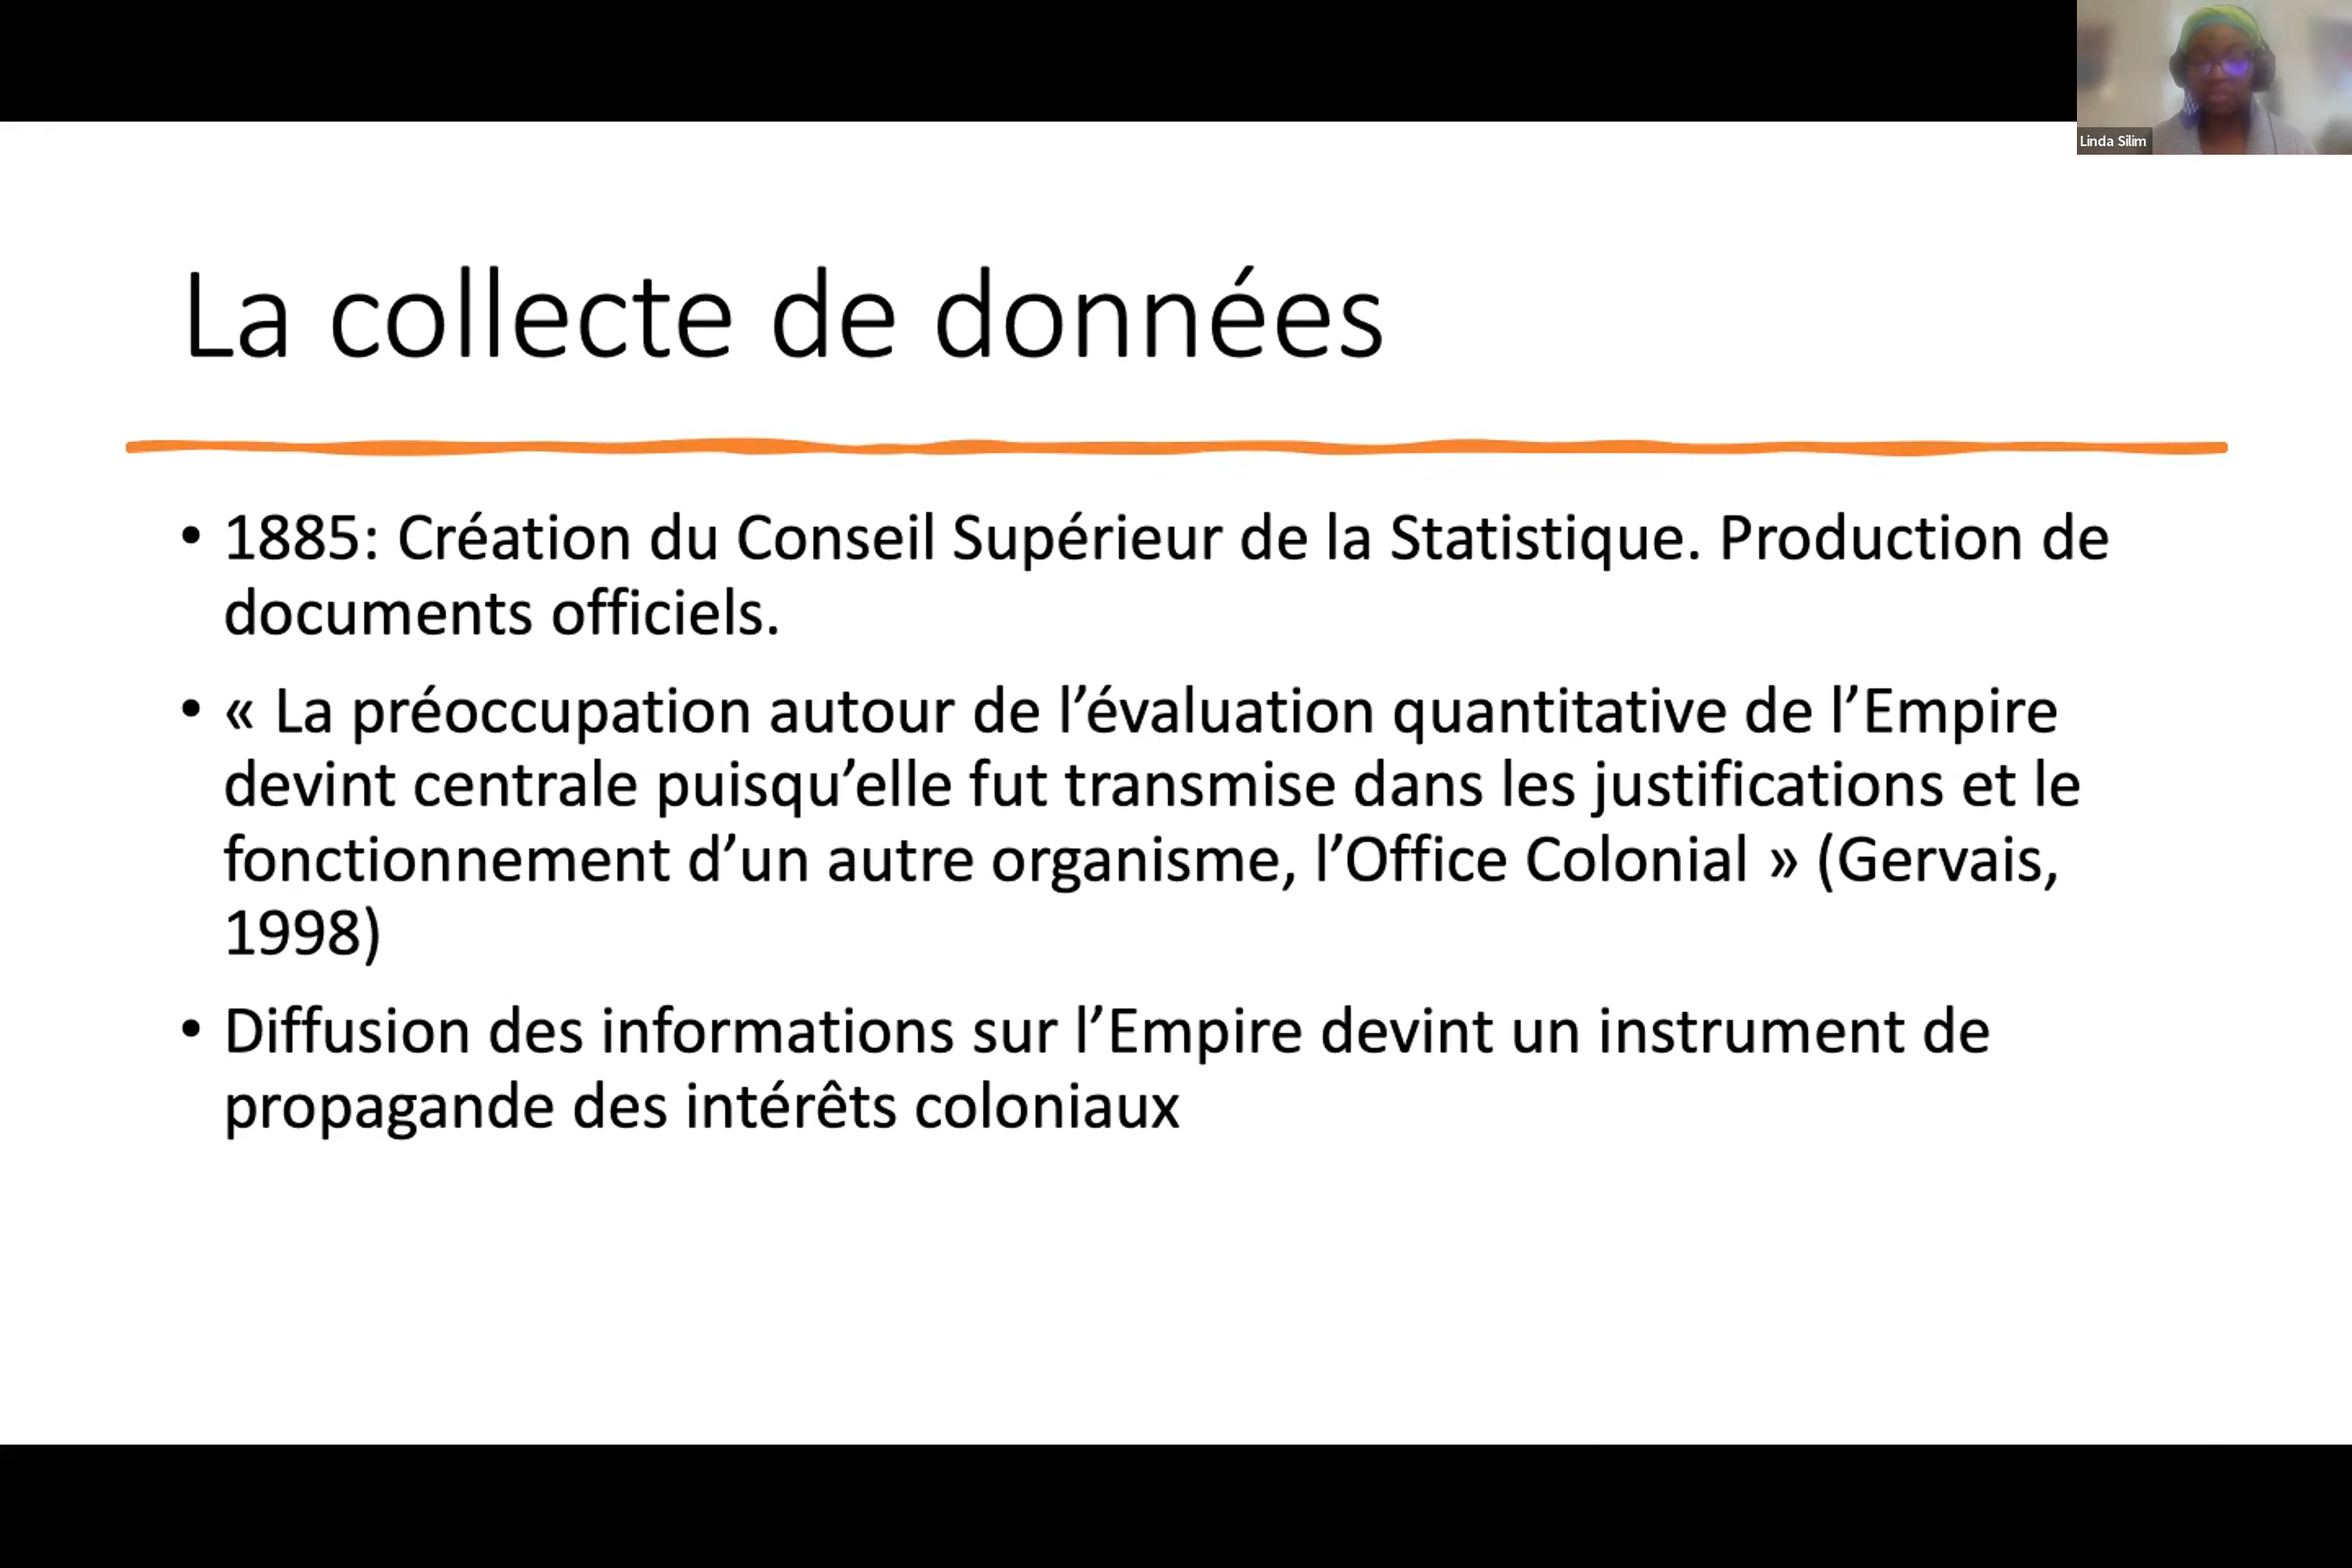 Linda Silim
La collecte de données
• 1885: Création du Conseil Supérieur de la Statistique. Production de
documents officiels.
• « La préoccupation autour de l’évaluation quantitative de l’Empire
devint centrale puisqu’elle fut transmise dans les justifications et le
fonctionnement d’un autre organisme, l’Office Colonial » (Gervais,
1998)
• Diffusion des informations sur l’Empire devint un instrument de
propagande des intérêts coloniaux